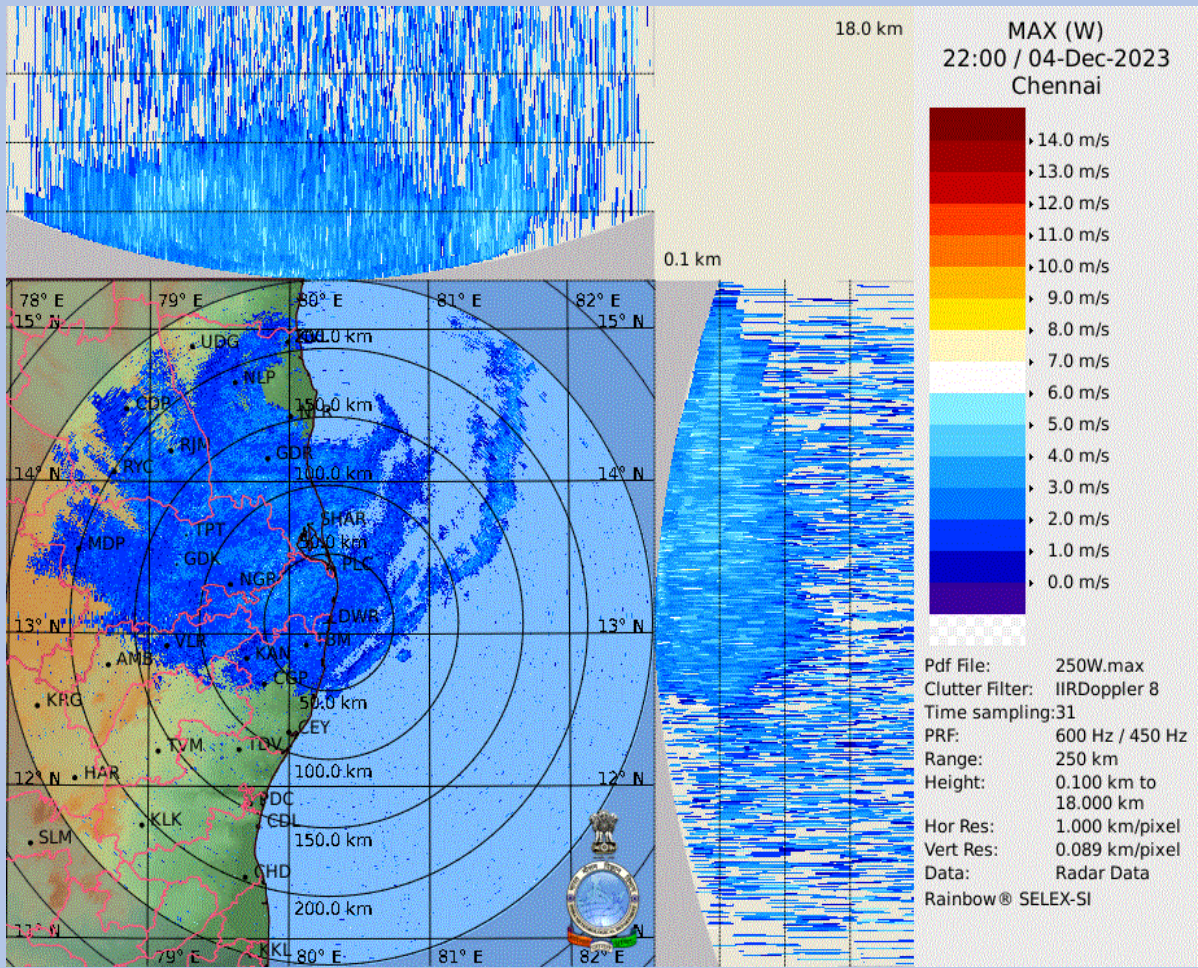 18.0 km
0.1 km
MAX (W)
22:00 / 04-Dec-2023
Chennai
14.0 m/s
13.0 m/s
12.0 m/s
11.0 m/s
10.0 m/s
9.0 m/s
8.0 m/s
7.0 m/s
6.0 m/s
5.0 m/s
4.0 m/s
3.0 m/s
2.0 m/s
1.0 m/s
0.0 m/s
Pdf File: 250W.max
Clutter Filter: IIRDoppler 8
Time sampling:31
PRF: 600 Hz / 450 Hz
Range: 250 km
Height: 0.100 km to
18.000 km
Hor Res: 1.000 km/pixel
Vert Res: 0.089 km/pixel
Data: Radar Data
Rainbow® SELEX-SI
78° E 79° E 80° E 81° E 82° E
15° N 15° N
UDG
NLP
150.0 km
CDP
RJM
GDR
RYC
100.0 km
14° N 14° N
SHAR
TPT
MDP
GDK
PLC
NGP
DWR
13° N 13° N
VLR
KAN
AMB
CGP
KRG
50.0 km
CEY
TVM
TDV
100.0 km
HAR
12° N 12° N
PDC
CDL
KLK
150.0 km
SLM
CHD
200.0 km
11° N 11° N
KKL
79° E 80° E 81° E 82° E